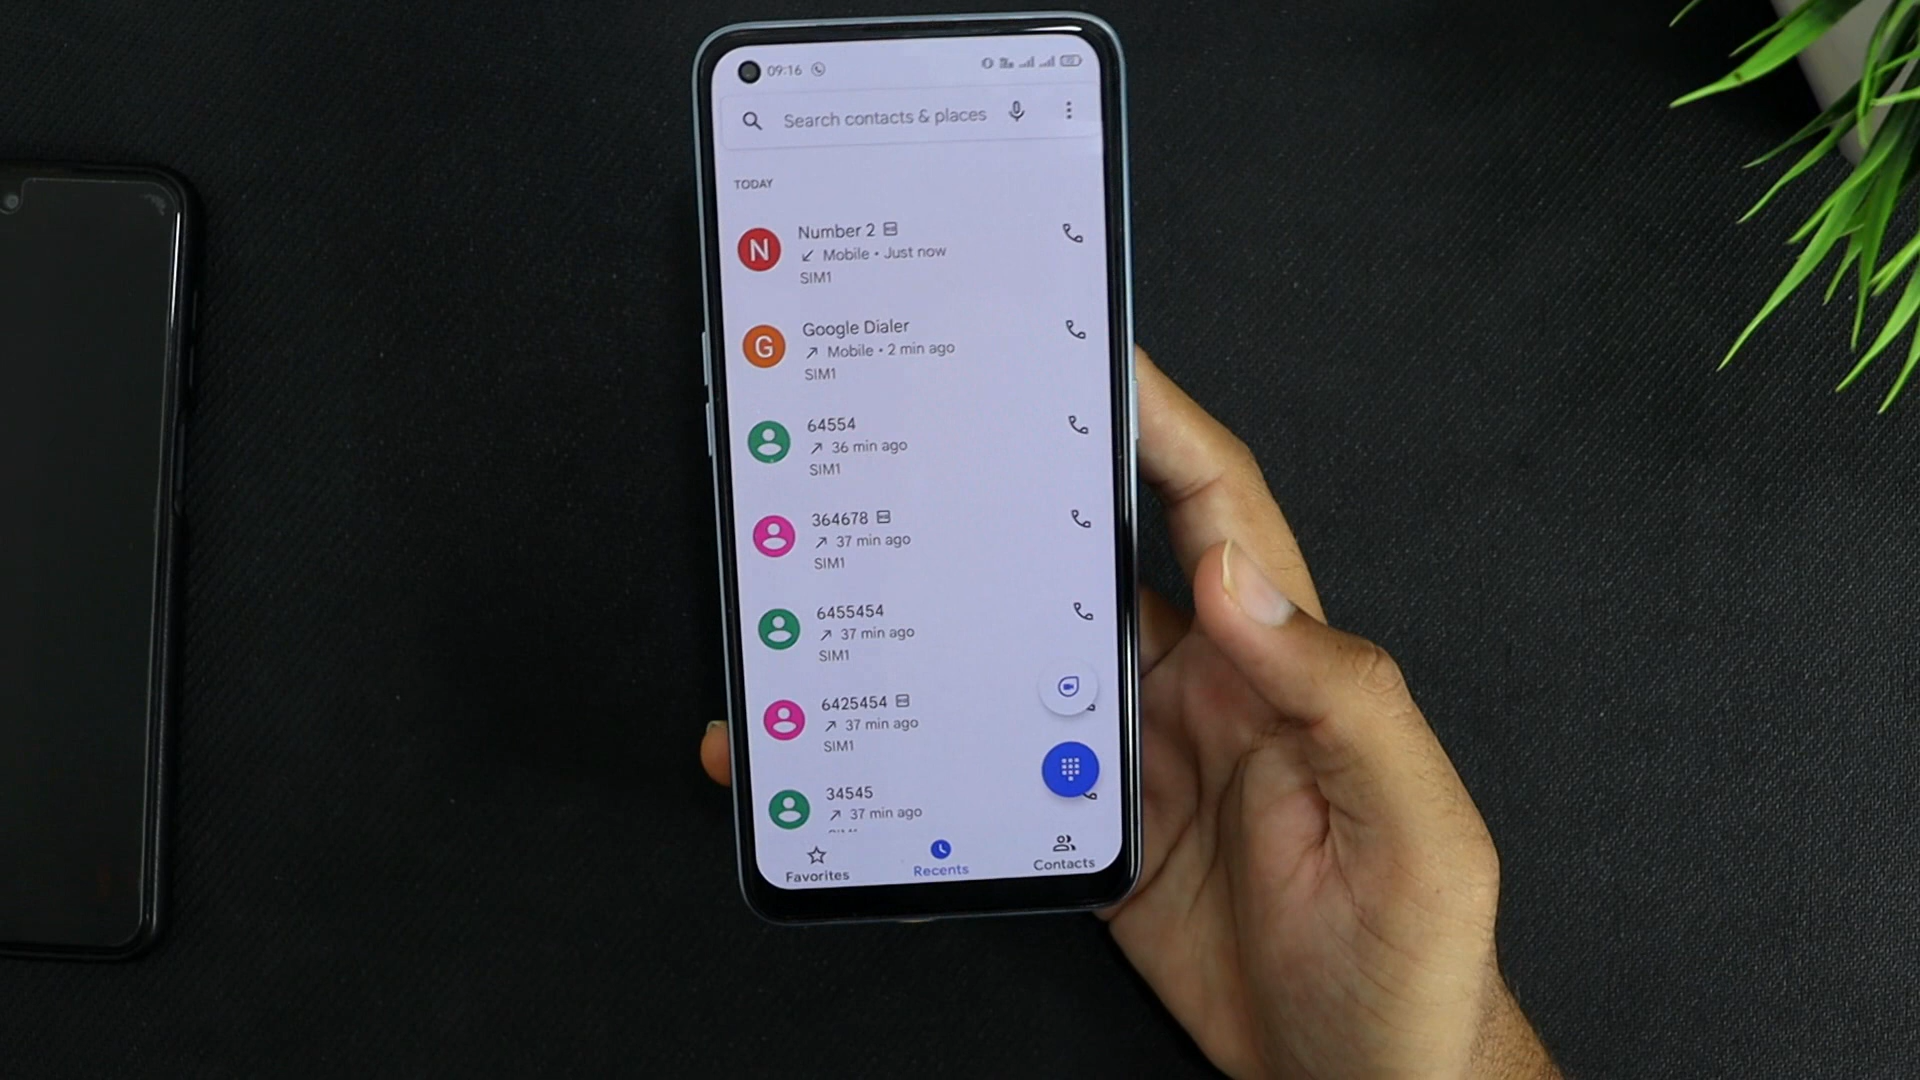 09:16
Search contacts & places
TODAY
N
Number 2
Mobile • Just now
SIM1
G
Google Dialer
Mobile • 2 min ago
SIM1
64554
36 min ago
SIM1
364678
37 min ago
SIM1
6455454
37 min ago
SIM1
6425454
37 min ago
SIM1
34545
37 min ago
Favorites
Recents
Contacts